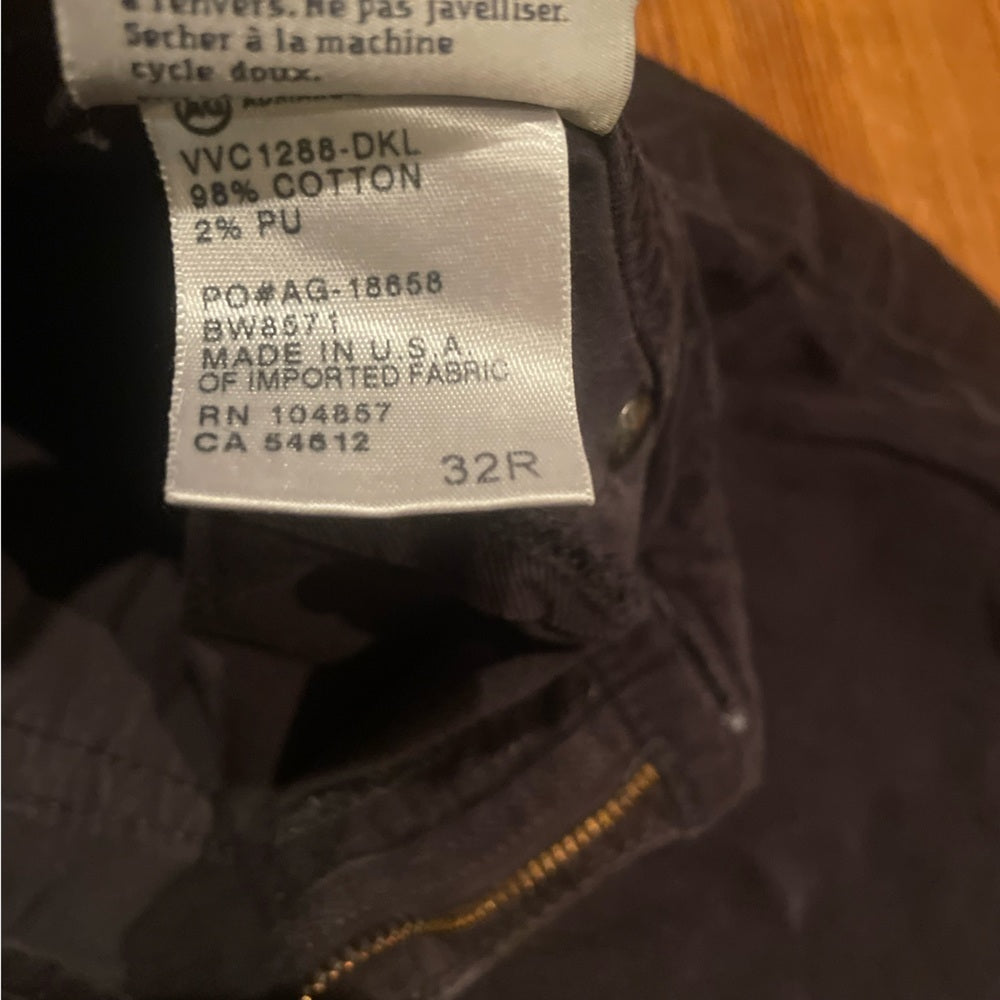 à l'envers. Ne pas javelliser.
Secher à la machine
cycle doux.
AG
VVC1288-DKL
98% COTTON
2% PU
PO#AG-18658
BW8571
MADE IN U.S.A.
OF IMPORTED FABRIC
RN 104857
CA 54612
32R